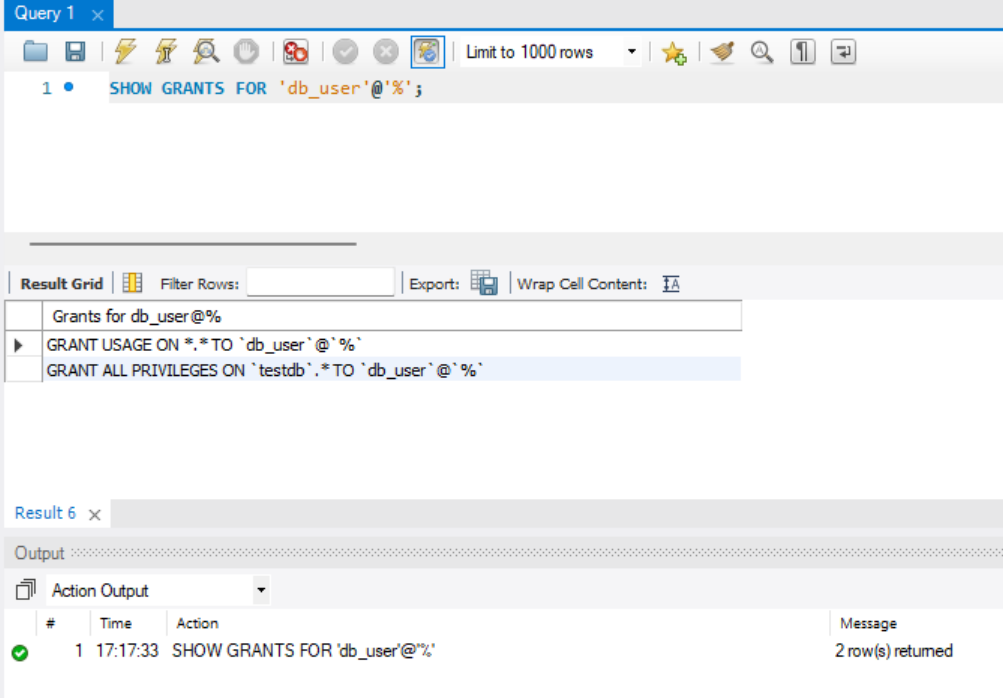 Query 1
Limit to 1000 rows
1 SHOW GRANTS FOR 'db_user'@'%';
Result Grid Filter Rows: Export: Wrap Cell Content:
Grants for db_user@%
GRANT USAGE ON *.* TO `db_user`@`%`
GRANT ALL PRIVILEGES ON `testdb`.* TO `db_user`@`%`
Result 6
Output
Action Output
# Time Action Message
1 17:17:33 SHOW GRANTS FOR 'db_user'@'%' 2 row(s) returned